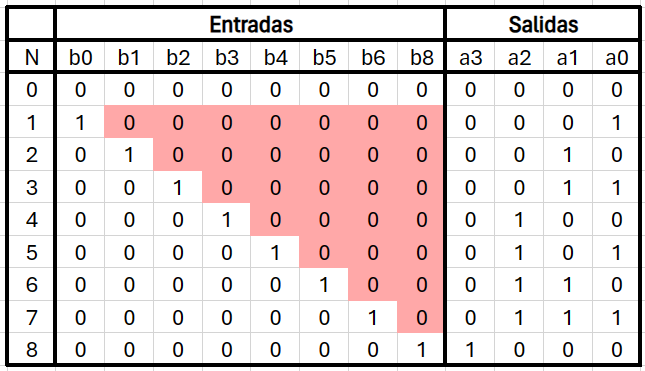 Entradas Salidas
N b0 b1 b2 b3 b4 b5 b6 b8 a3 a2 a1 a0
0 0 0 0 0 0 0 0 0 0 0 0 0
1 1 0 0 0 0 0 0 0 0 0 0 1
2 0 1 0 0 0 0 0 0 0 0 1 0
3 0 0 1 0 0 0 0 0 0 0 1 1
4 0 0 0 1 0 0 0 0 0 1 0 0
5 0 0 0 0 1 0 0 0 0 1 0 1
6 0 0 0 0 0 1 0 0 0 1 1 0
7 0 0 0 0 0 0 1 0 0 1 1 1
8 0 0 0 0 0 0 0 1 1 0 0 0